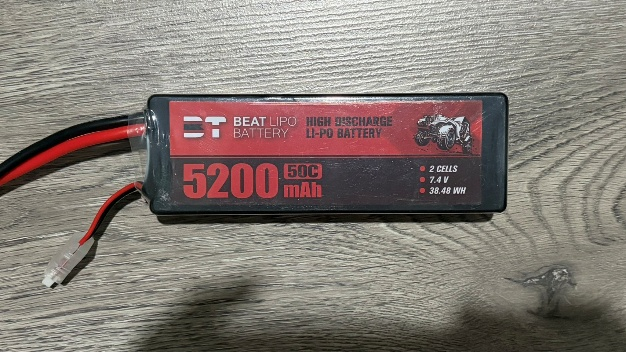 BT
BEAT LIPO
BATTERY
HIGH DISCHARGE
LI-PO BATTERY
5200
50C
mAh
2 CELLS
7.4 V
38.48 WH